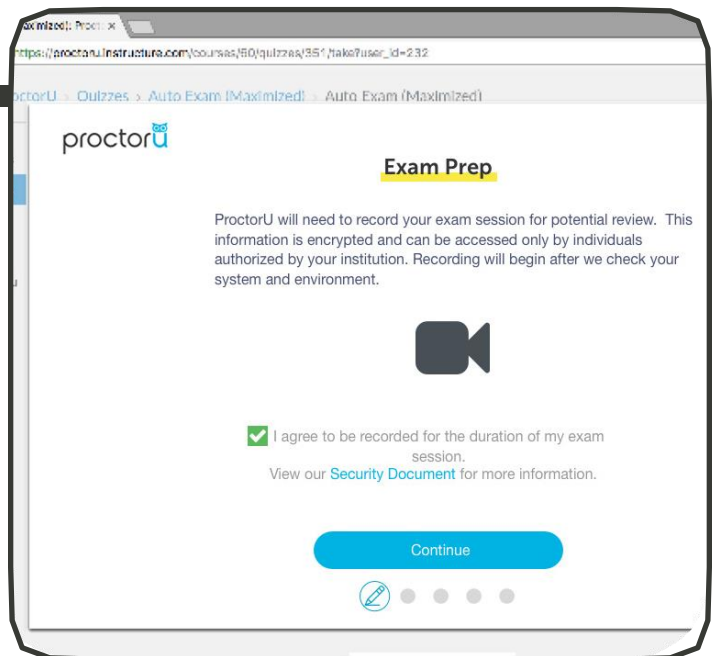 aximized): Proct x
https://proctoru.instructure.com/courses/50/quizzes/351/take?user_id=232
octorU > Quizzes > Auto Exam (Maximized) > Auto Exam (Maximized)
proctorU
Exam Prep
ProctorU will need to record your exam session for potential review. This
information is encrypted and can be accessed only by individuals
authorized by your institution. Recording will begin after we check your
system and environment.
I agree to be recorded for the duration of my exam
session.
View our Security Document for more information.
Continue